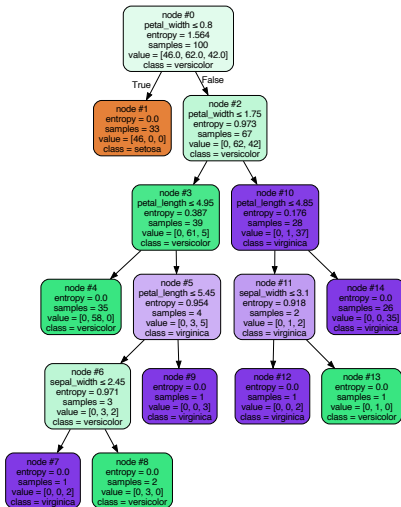 node #0
petal_width ≤ 0.8
entropy = 1.564
samples = 100
value = [46.0, 62.0, 42.0]
class = versicolor
True
False
node #1
entropy = 0.0
samples = 33
value = [46, 0, 0]
class = setosa
node #2
petal_width ≤ 1.75
entropy = 0.973
samples = 67
value = [0, 62, 42]
class = versicolor
node #3
petal_length ≤ 4.95
entropy = 0.387
samples = 39
value = [0, 61, 5]
class = versicolor
node #10
petal_length ≤ 4.85
entropy = 0.176
samples = 28
value = [0, 1, 37]
class = virginica
node #4
entropy = 0.0
samples = 35
value = [0, 58, 0]
class = versicolor
node #5
petal_length ≤ 5.45
entropy = 0.954
samples = 4
value = [0, 3, 5]
class = virginica
node #11
sepal_width ≤ 3.1
entropy = 0.918
samples = 2
value = [0, 1, 2]
class = virginica
node #14
entropy = 0.0
samples = 26
value = [0, 0, 35]
class = virginica
node #6
sepal_width ≤ 2.45
entropy = 0.971
samples = 3
value = [0, 3, 2]
class = versicolor
node #9
entropy = 0.0
samples = 1
value = [0, 0, 3]
class = virginica
node #12
entropy = 0.0
samples = 1
value = [0, 0, 2]
class = virginica
node #13
entropy = 0.0
samples = 1
value = [0, 1, 0]
class = versicolor
node #7
entropy = 0.0
samples = 1
value = [0, 0, 2]
class = virginica
node #8
entropy = 0.0
samples = 2
value = [0, 3, 0]
class = versicolor